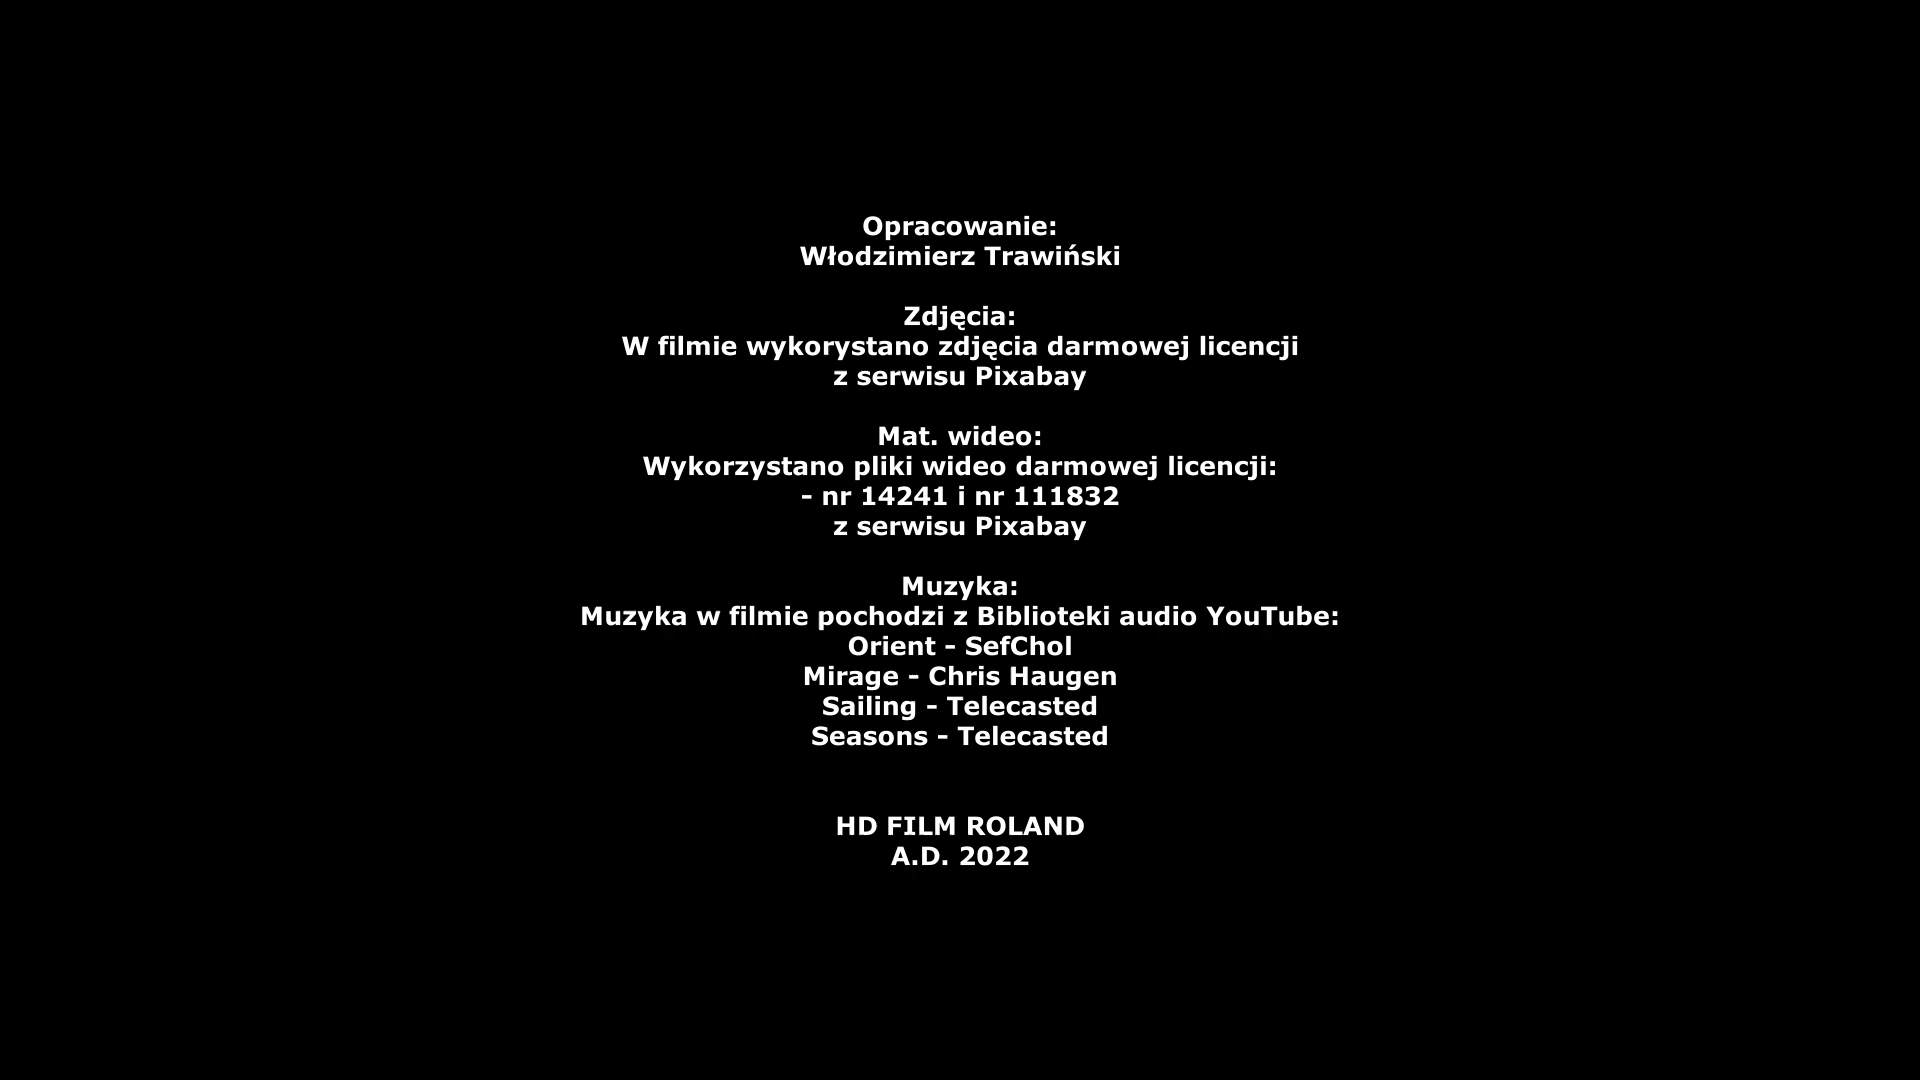 Opracowanie:
Włodzimierz Trawiński
Zdjęcia:
W filmie wykorystano zdjęcia darmowej licencji
z serwisu Pixabay
Mat. wideo:
Wykorzystano pliki wideo darmowej licencji:
- nr 14241 i nr 111832
z serwisu Pixabay
Muzyka:
Muzyka w filmie pochodzi z Biblioteki audio YouTube:
Orient - SefChol
Mirage - Chris Haugen
Sailing - Telecasted
Seasons - Telecasted
HD FILM ROLAND
A.D. 2022